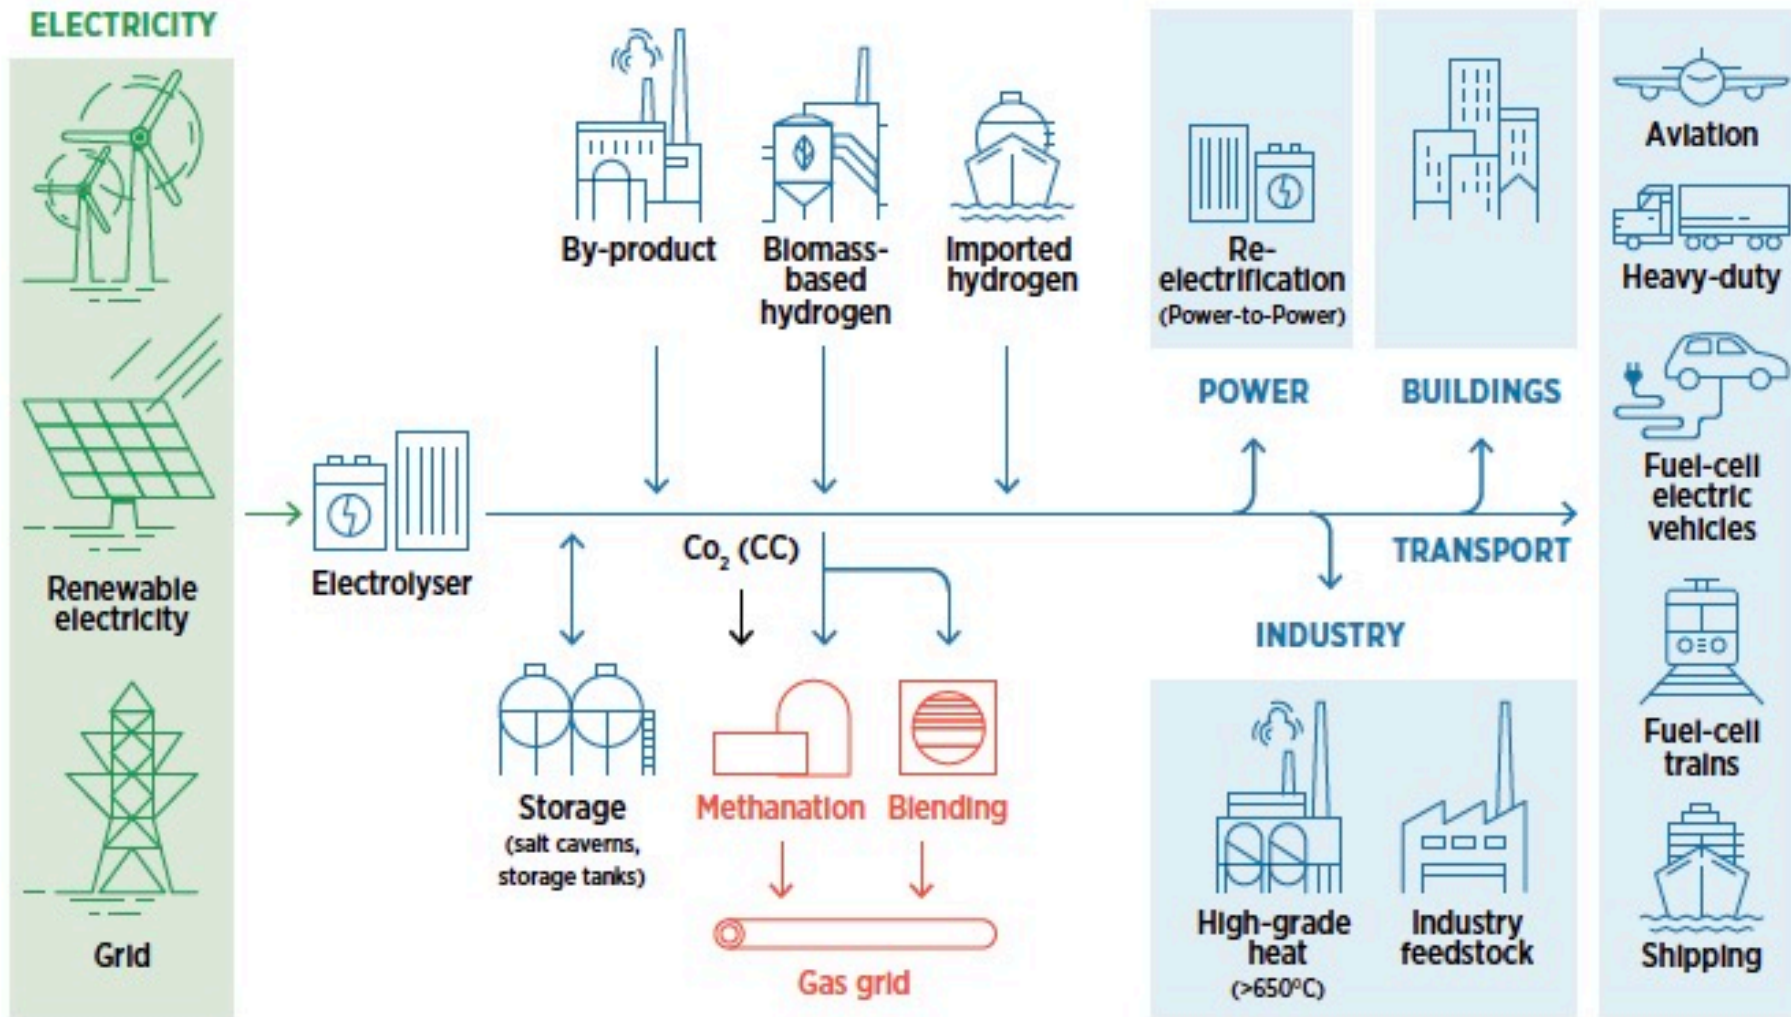 ELECTRICITY
Renewable
electricity
Grid
Electrolyser
By-product
Biomass-
based
hydrogen
Imported
hydrogen
Co₂ (CC)
Storage
(salt caverns,
storage tanks)
Methanation
Blending
Gas grid
Re-
electrification
(Power-to-Power)
POWER
BUILDINGS
TRANSPORT
INDUSTRY
High-grade
heat
(>650ºC)
Industry
feedstock
Aviation
Heavy-duty
Fuel-cell
electric
vehicles
Fuel-cell
trains
Shipping